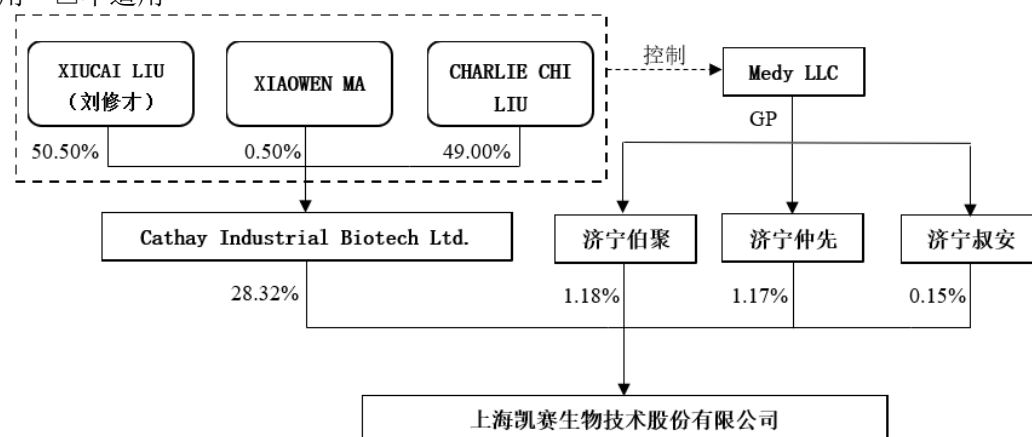 XIUCAI LIU
（刘修才）
XIAOWEN MA
CHARLIE CHI
LIU
控制
Medy LLC
GP
50.50%
0.50%
49.00%
Cathay Industrial Biotech Ltd.
济宁伯聚
济宁仲先
济宁叔安
28.32%
1.18%
1.17%
0.15%
上海凯赛生物技术股份有限公司